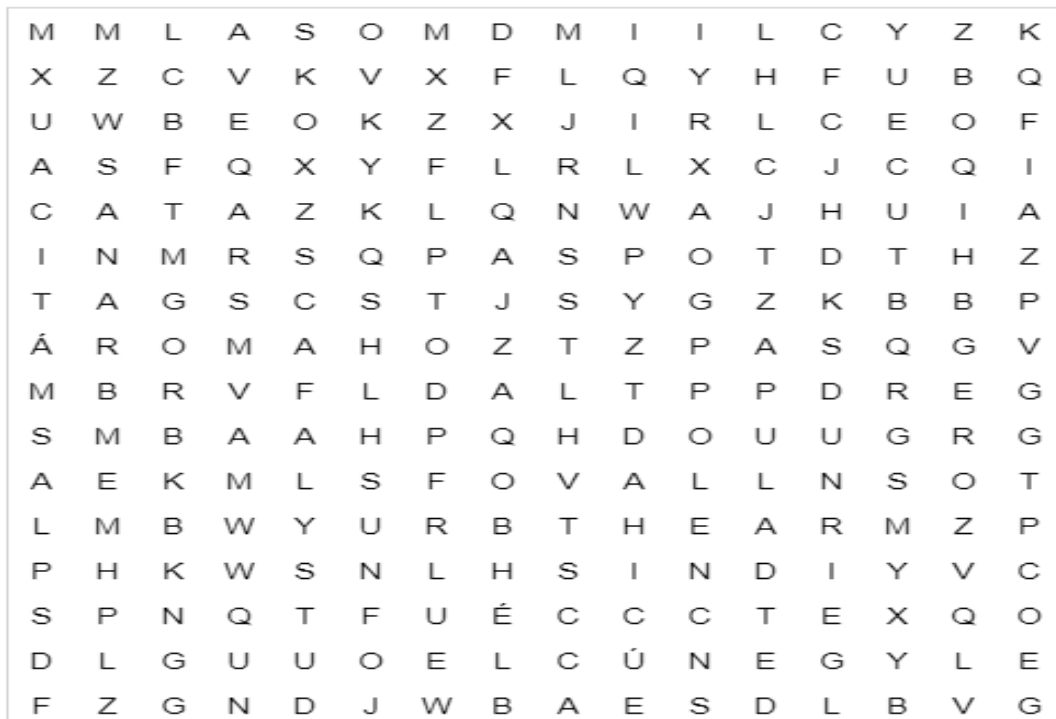 M M L A S O M D M I I L C Y Z K
X Z C V K V X F L Q Y H F U B Q
U W B E O K Z X J I R L C E O F
A S F Q X Y F L R L X C J C Q I
C A T A Z K L Q N W A J H U I A
I N M R S Q P A S P O T D T H Z
T A G S C S T J S Y G Z K B B P
Á R O M A H O Z T Z P A S Q G V
M B R V F L D A L T P P D R E G
S M B A A H P Q H D O U U G R G
A E K M L S F O V A L L N S O T
L M B W Y U R B T H E A R M Z P
P H K W S N L H S I N D I Y V C
S P N Q T F U É C C C T E X Q O
D L G U U O E L C Ú N E G Y L E
F Z G N D J W B A E S D L B V G